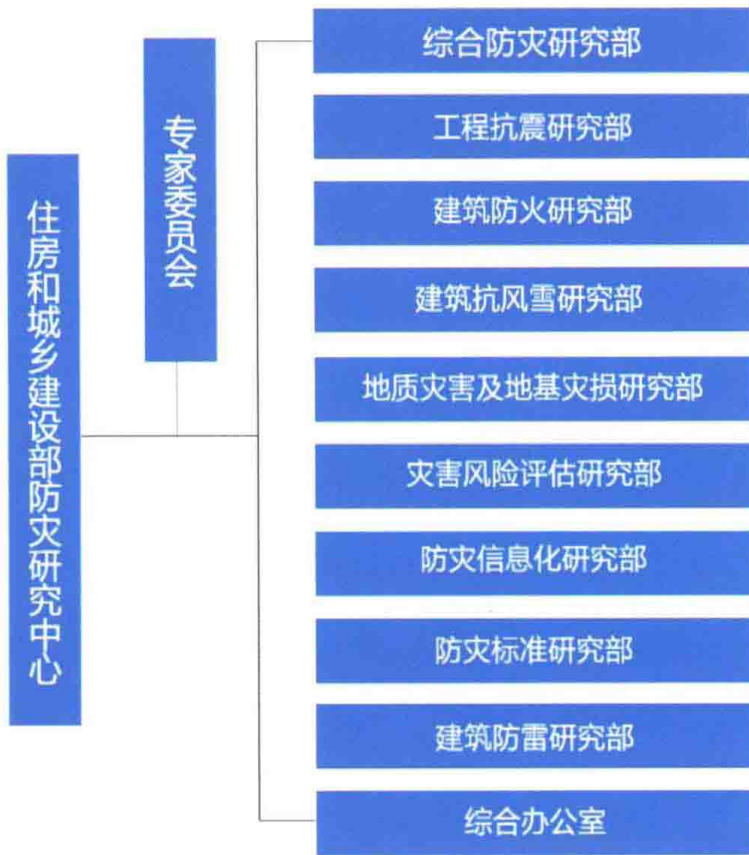 住房和城乡建设部防灾研究中心
专家委员会
综合防灾研究部
工程抗震研究部
建筑防火研究部
建筑抗风雪研究部
地质灾害及地基灾损研究部
灾害风险评估研究部
防灾信息化研究部
防灾标准研究部
建筑防雷研究部
综合办公室